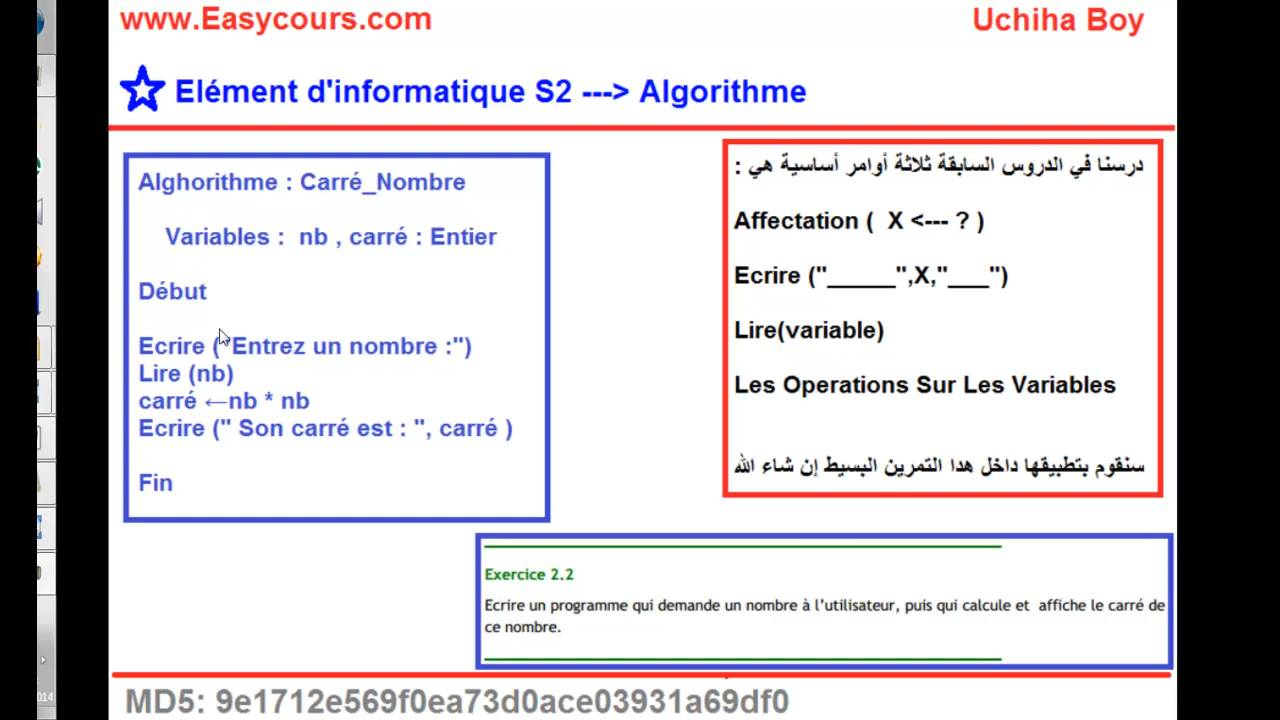 www.Easycours.com
Uchiha Boy
Elément d'informatique S2 ---> Algorithme
Alghorithme : Carré_Nombre
Variables : nb , carré : Entier
Début
Ecrire ("Entrez un nombre :")
Lire (nb)
carré ←nb * nb
Ecrire (" Son carré est : ", carré )
Fin
درسنا في الدروس السابقة ثلاثة أوامر أساسية هي :
Affectation ( X <--- ? )
Ecrire ("_____",X,"___")
Lire(variable)
Les Operations Sur Les Variables
سنقوم بتطبيقها داخل هدا التمرين البسيط إن شاء الله
Exercice 2.2
Ecrire un programme qui demande un nombre à l'utilisateur, puis qui calcule et affiche le carré de
ce nombre.
MD5: 9e1712e569f0ea73d0ace03931a69df0
014